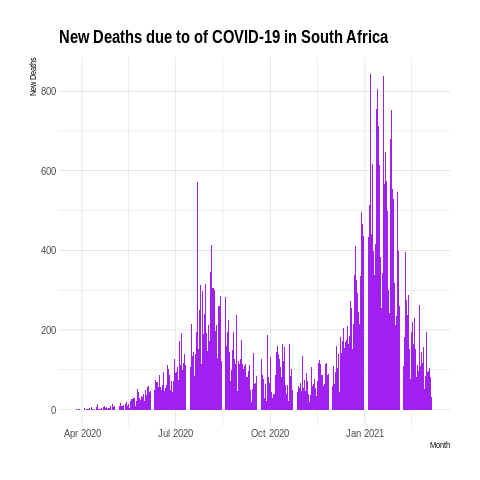 New Deaths due to of COVID-19 in South Africa
New Deaths
800
600
400
200
0
Apr 2020
Jul 2020
Oct 2020
Jan 2021
Month